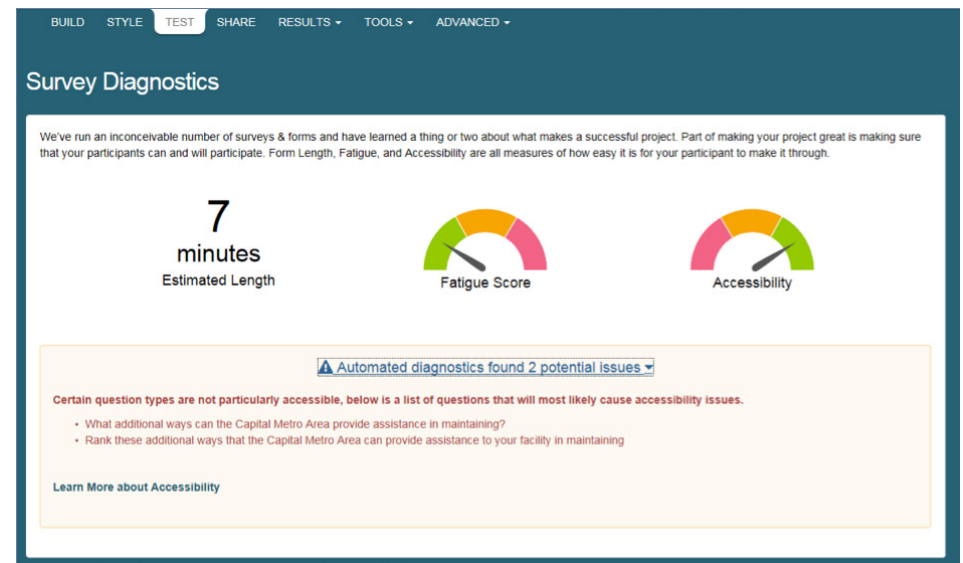 BUILD STYLE TEST SHARE RESULTS TOOLS ADVANCED
Survey Diagnostics
We've run an inconceivable number of surveys & forms and have learned a thing or two about what makes a successful project. Part of making your project great is making sure
that your participants can and will participate. Form Length, Fatigue, and Accessibility are all measures of how easy it is for your participant to make it through.
7
minutes
Estimated Length
Fatigue Score
Accessibility
Automated diagnostics found 2 potential issues
Certain question types are not particularly accessible, below is a list of questions that will most likely cause accessibility issues.
• What additional ways can the Capital Metro Area provide assistance in maintaining?
• Rank these additional ways that the Capital Metro Area can provide assistance to your facility in maintaining
Learn More about Accessibility